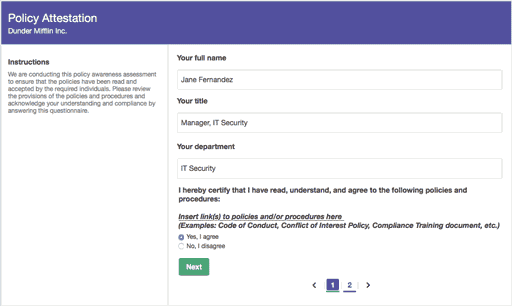 Policy Attestation
Dunder Mifflin Inc.
Instructions
We are conducting this policy awareness assessment
to ensure that the policies have been read and
accepted by the required individuals. Please review
the provisions of the policies and procedures and
acknowledge your understanding and compliance by
answering this questionnaire.
Your full name
Jane Fernandez
Your title
Manager, IT Security
Your department
IT Security
I hereby certify that I have read, understand, and agree to the following policies and
procedures:
Insert link(s) to policies and/or procedures here
(Examples: Code of Conduct, Conflict of Interest Policy, Compliance Training document, etc.)
Yes, I agree
No, I disagree
Next
1 2